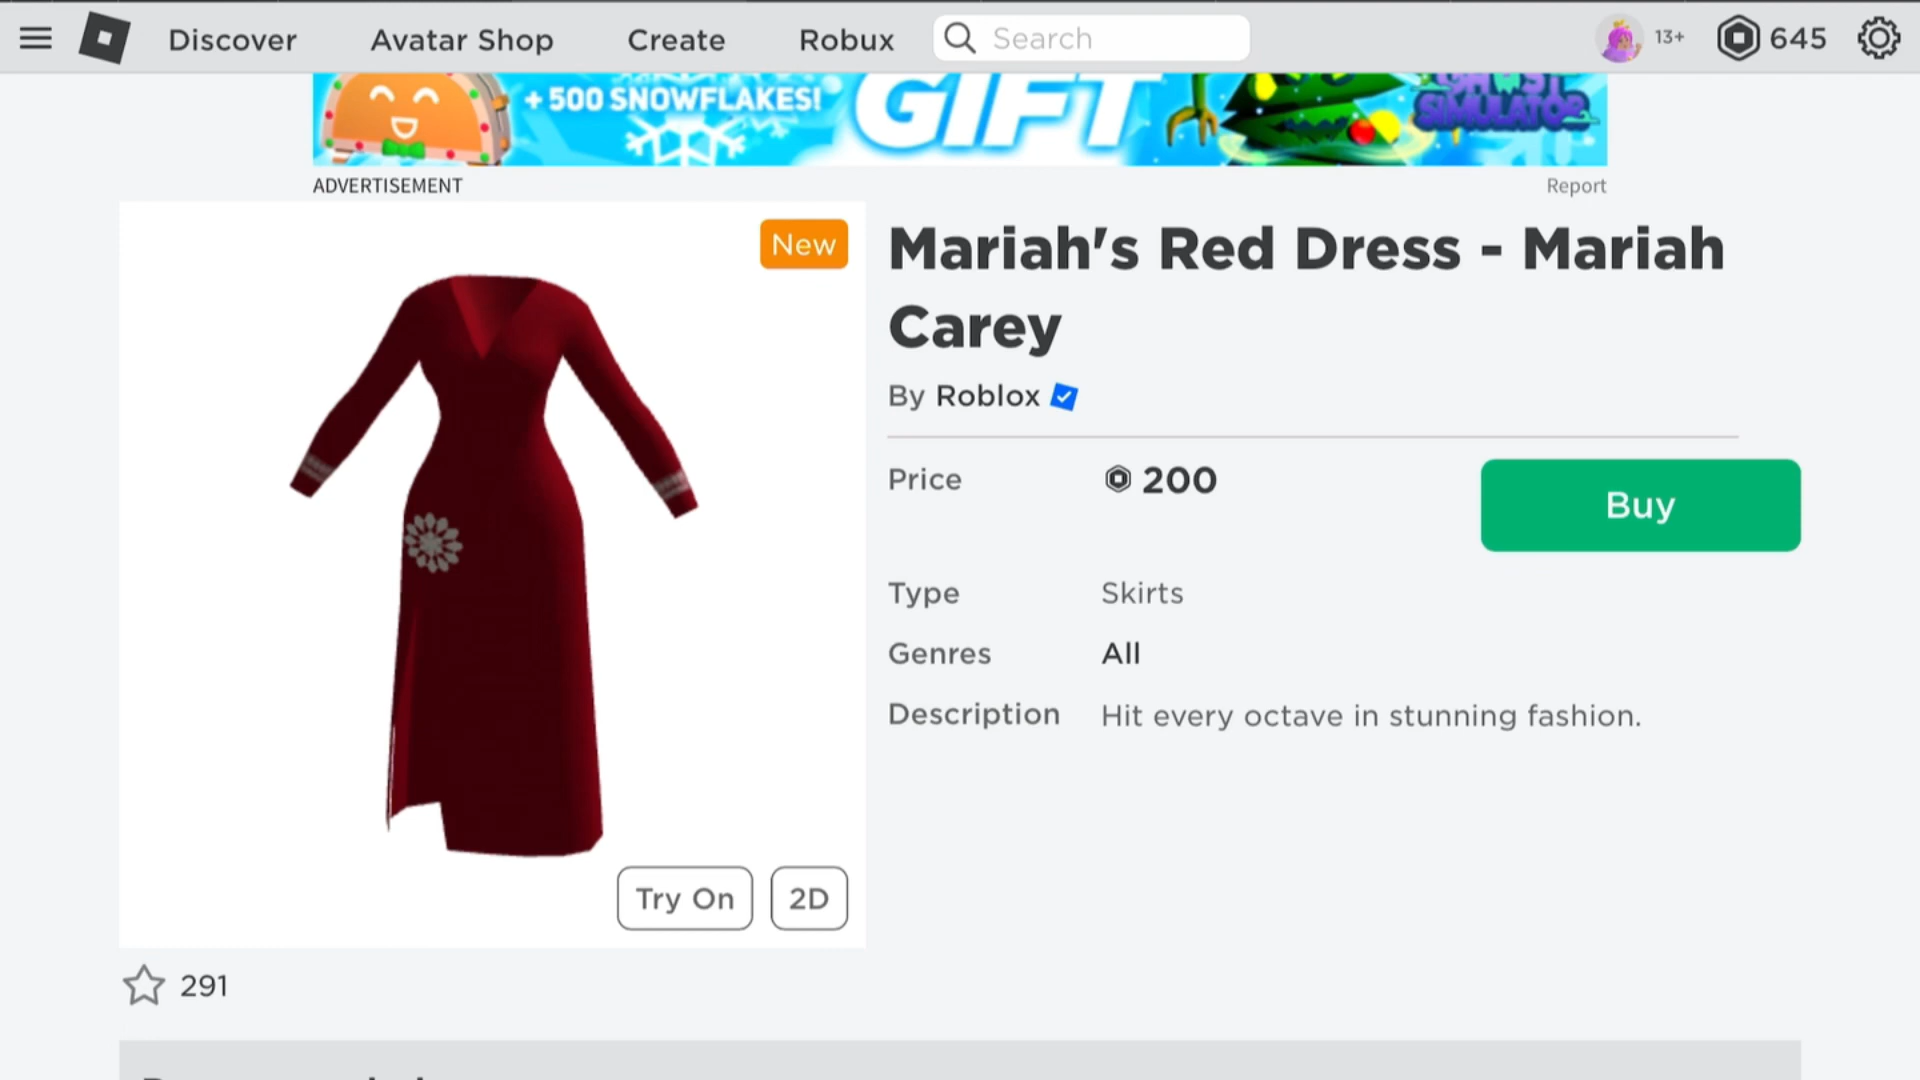 Discover
Avatar Shop
Create
Robux
Search
13+
645
+ 500 SNOWFLAKES!
GIFT
GHOST
SIMULATOR
ADVERTISEMENT
Report
New
Mariah's Red Dress - Mariah
Carey
By Roblox
Price
200
Buy
Type
Skirts
Genres
All
Description
Hit every octave in stunning fashion.
Try On
2D
291